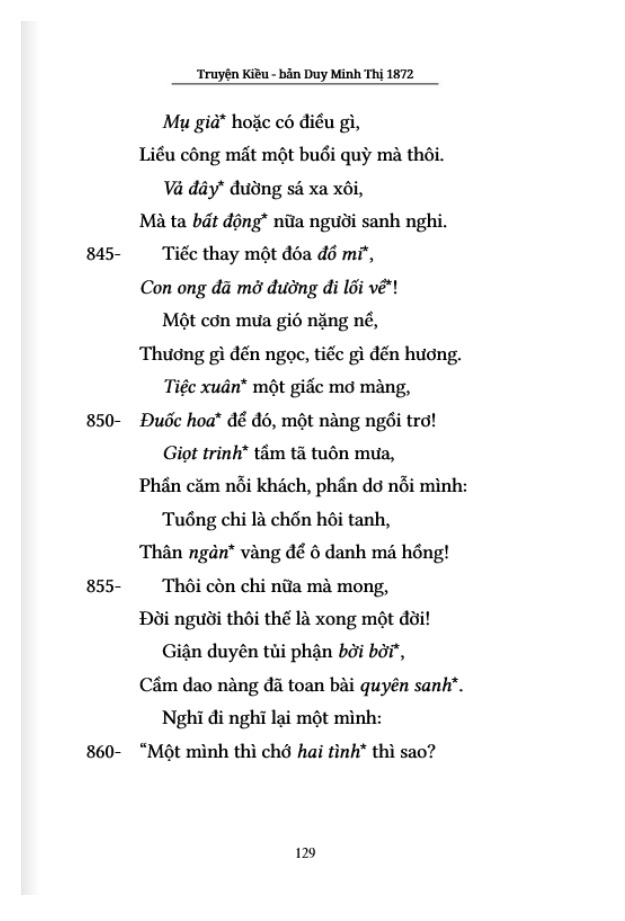 Truyện Kiều - bản Duy Minh Thị 1872
Mụ già* hoặc có điều gì,
Liều công mất một buổi quỳ mà thôi.
Vả đây* đường sá xa xôi,
Mà ta bất động* nữa người sanh nghi.
845- Tiếc thay một đóa đồ mi*,
Con ong đã mở đường đi lối về*!
Một cơn mưa gió nặng nề,
Thương gì đến ngọc, tiếc gì đến hương.
Tiệc xuân* một giấc mơ màng,
850- Đuốc hoa* để đó, một nàng ngồi trơ!
Giọt trinh* tầm tã tuôn mưa,
Phần căm nỗi khách, phần dơ nỗi mình:
Tuồng chi là chốn hôi tanh,
Thân ngàn* vàng để ô danh má hồng!
855- Thôi còn chi nữa mà mong,
Đời người thôi thế là xong một đời!
Giận duyên tủi phận bời bời*,
Cầm dao nàng đã toan bài quyên sanh*.
Nghĩ đi nghĩ lại một mình:
860- “Một mình thì chớ hai tình* thì sao?
129